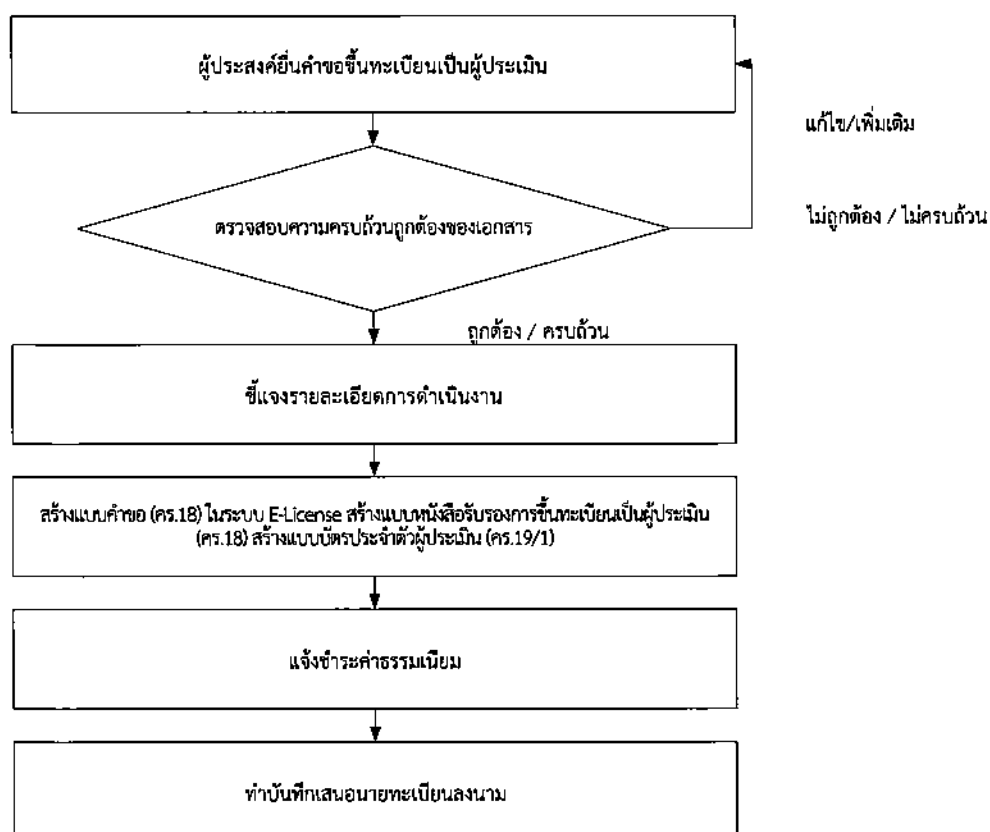 ผู้ประสงค์ยื่นคำขอขึ้นทะเบียนเป็นผู้ประเมิน
แก้ไข/เพิ่มเติม
ไม่ถูกต้อง / ไม่ครบถ้วน
ตรวจสอบความครบถ้วนถูกต้องของเอกสาร
ถูกต้อง / ครบถ้วน
ชี้แจงรายละเอียดการดำเนินงาน
สร้างแบบคำขอ (คร.18) ในระบบ E-License สร้างแบบหนังสือรับรองการขึ้นทะเบียนเป็นผู้ประเมิน
(คร.18) สร้างแบบบัตรประจำตัวผู้ประเมิน (คร.19/1)
แจ้งชำระค่าธรรมเนียม
ทำบันทึกเสนอนายทะเบียนลงนาม